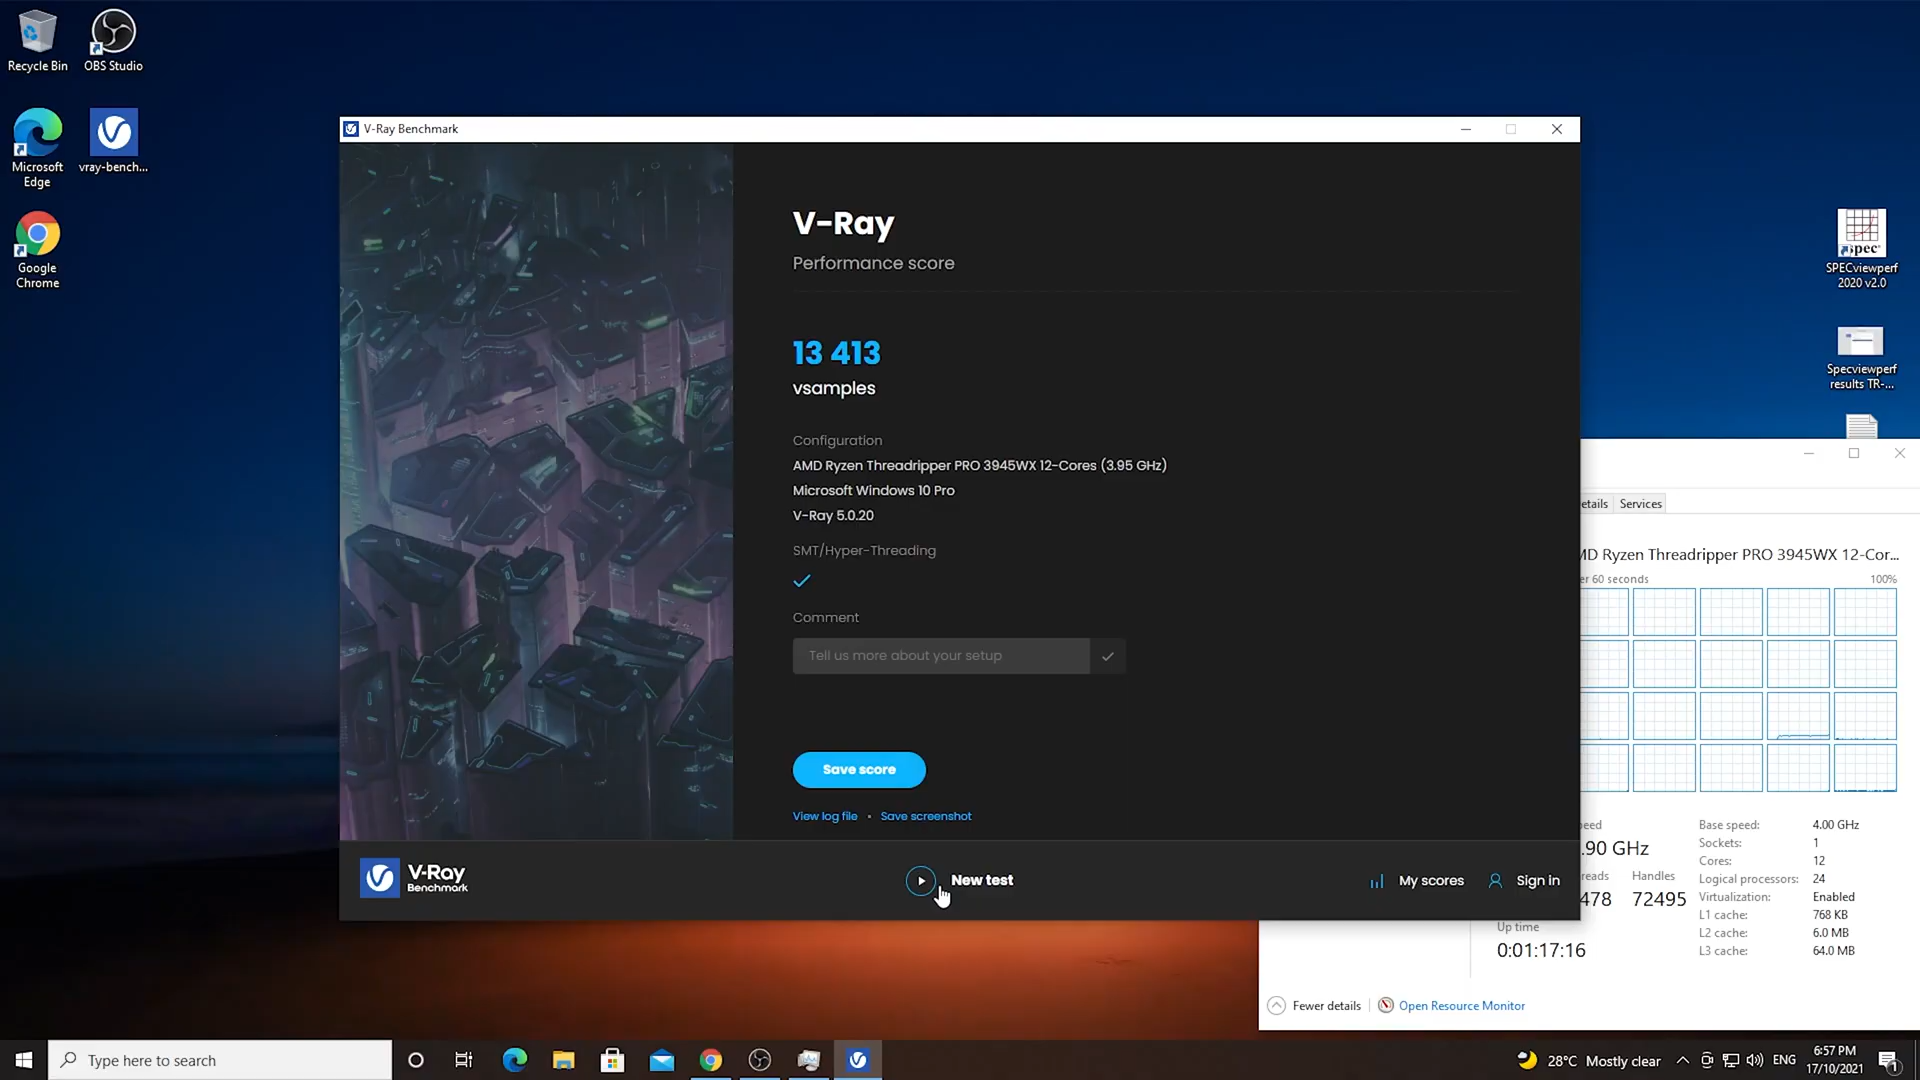 Recycle Bin
OBS Studio
Microsoft
Edge
vray-bench...
Google
Chrome
V-Ray Benchmark
V-Ray
Performance score
13 413
vsamples
Configuration
AMD Ryzen Threadripper PRO 3945WX 12-Cores (3.95 GHz)
Microsoft Windows 10 Pro
V-Ray 5.0.20
SMT/Hyper-Threading
Comment
Tell us more about your setup
Save score
View log file • Save screenshot
V-Ray
Benchmark
New test
My scores
Sign in
spec
SPECviewperf
2020 v2.0
Specviewperf
results TR-...
etails
Services
MD Ryzen Threadripper PRO 3945WX 12-Cor...
er 60 seconds
100%
eed
.90 GHz
reads
Handles
478
72495
Up time
0:01:17:16
Base speed: 4.00 GHz
Sockets: 1
Cores: 12
Logical processors: 24
Virtualization: Enabled
L1 cache: 768 KB
L2 cache: 6.0 MB
L3 cache: 64.0 MB
Fewer details
Open Resource Monitor
Type here to search
28°C Mostly clear
ENG
6:57 PM
17/10/2021
1